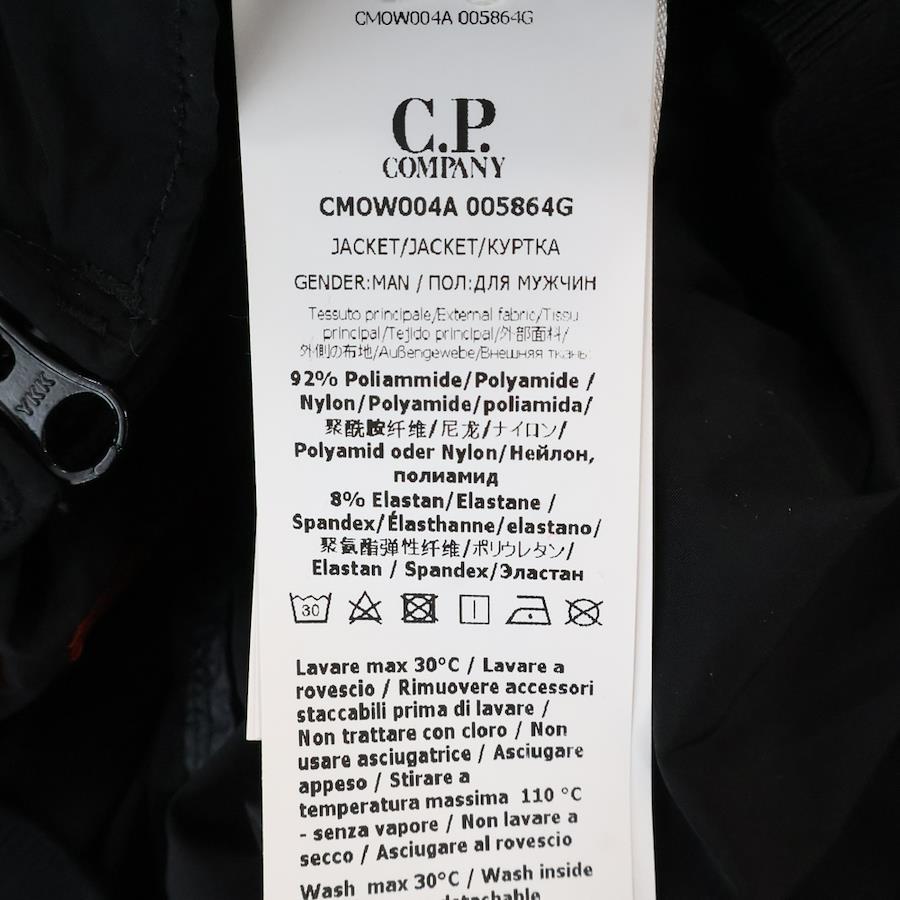 CMOW004A 005864G
C.P.
COMPANY
CMOW004A 005864G
JACKET/JACKET/КУРТКА
GENDER:MAN / ПОЛ:ДЛЯ МУЖЧИН
Tessuto principale/External fabric/Tissu
principal/Tejido principal/外部面料/
外側の布地/Außengewebe/Внешняя ткань:
92% Poliammide/Polyamide /
Nylon/Polyamide/poliamida/
聚酰胺纤维/尼龙/ナイロン/
Polyamid oder Nylon/Нейлон,
полиамид
8% Elastan/Elastane /
Spandex/Élasthanne/elastano/
聚氨酯弹性纤维/ポリウレタン/
Elastan / Spandex/Эластан
30
Lavare max 30°C / Lavare a
rovescio / Rimuovere accessori
staccabili prima di lavare /
Non trattare con cloro / Non
usare asciugatrice / Asciugare
appeso / Stirare a
temperatura massima 110 °C
- senza vapore / Non lavare a
secco / Asciugare al rovescio
Wash max 30°C / Wash inside
detachable
YKK